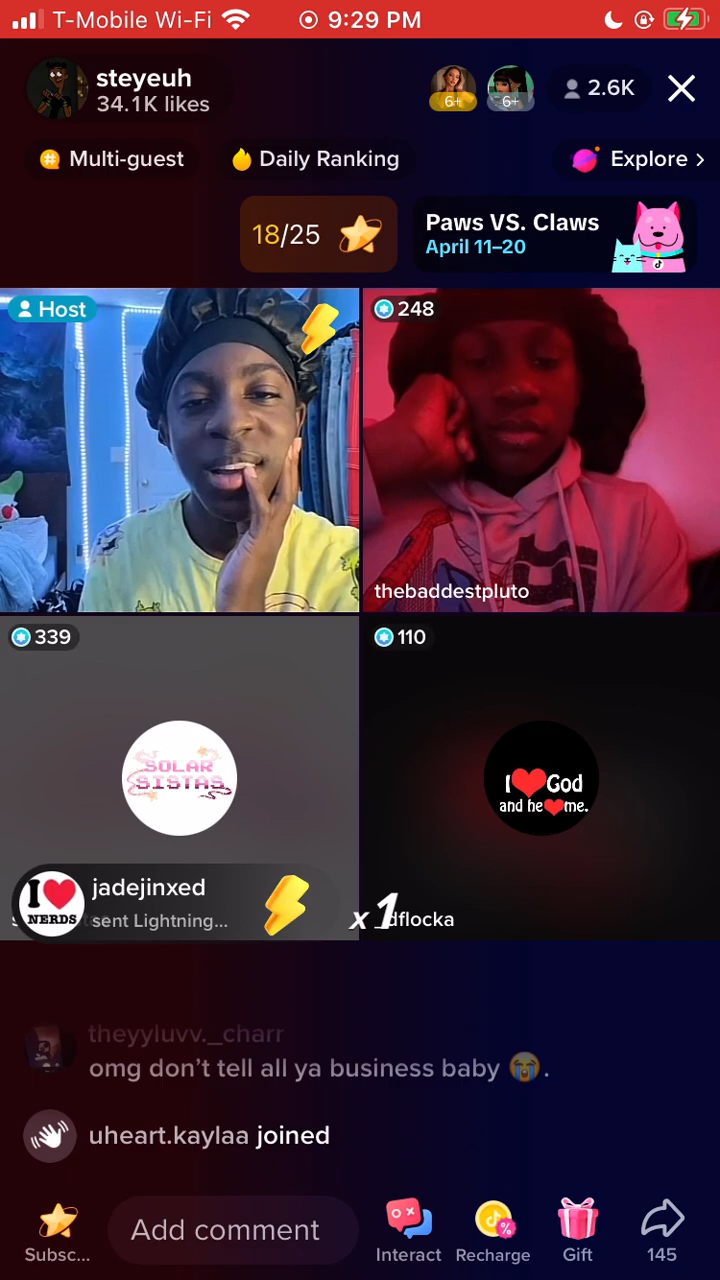 T-Mobile Wi-Fi 9:29 PM
steyeuh
34.1K likes
6+ 6+
2.6K
Multi-guest Daily Ranking Explore >
18/25
Paws VS. Claws
April 11–20
Host
248
thebaddestpluto
339
110
SOLAR
SISTAS
I ❤️ God
and he ❤️ me.
I ❤️
NERDS
jadejinxed
sent Lightning...
x1
dflocka
theyyluvv._charr
omg don't tell all ya business baby 😭.
uheart.kaylaa joined
Add comment
Subsc... Interact Recharge Gift 145